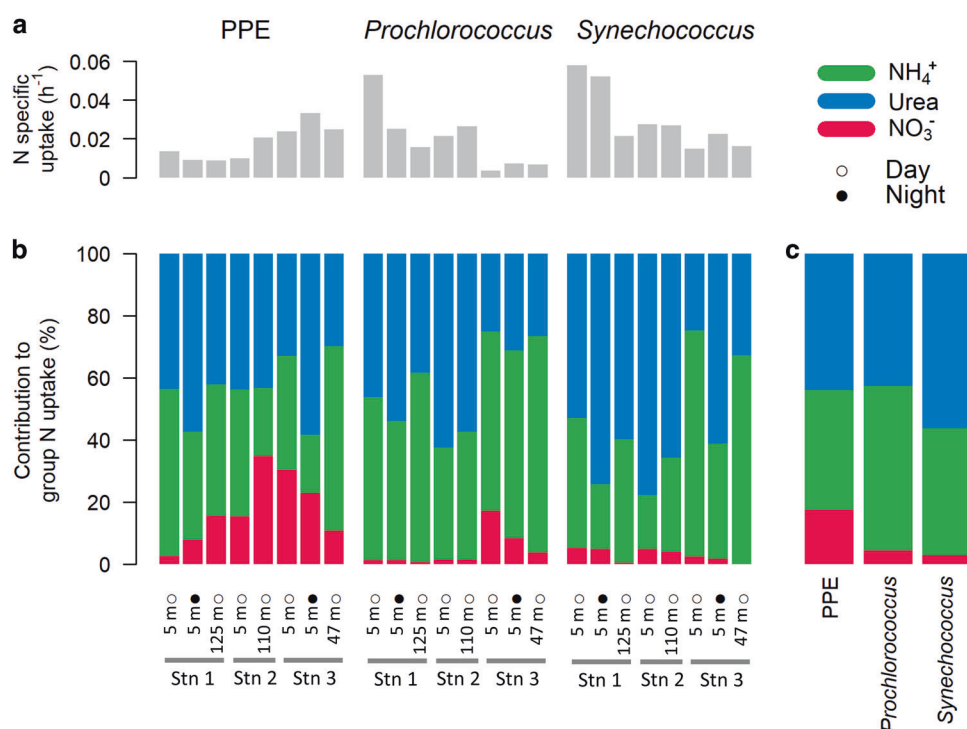 a
PPE
Prochlorococcus
Synechococcus
N specific
uptake (h⁻¹)
0.06
0.04
0.02
0
NH₄⁺
Urea
NO₃⁻
Day
Night
b
Contribution to
group N uptake (%)
100
80
60
40
20
0
5 m 5 m 125 m 5 m 110 m 5 m 5 m 47 m
5 m 5 m 125 m 5 m 110 m 5 m 5 m 47 m
5 m 5 m 125 m 5 m 110 m 5 m 5 m 47 m
Stn 1 Stn 2 Stn 3
Stn 1 Stn 2 Stn 3
Stn 1 Stn 2 Stn 3
c
PPE
Prochlorococcus
Synechococcus